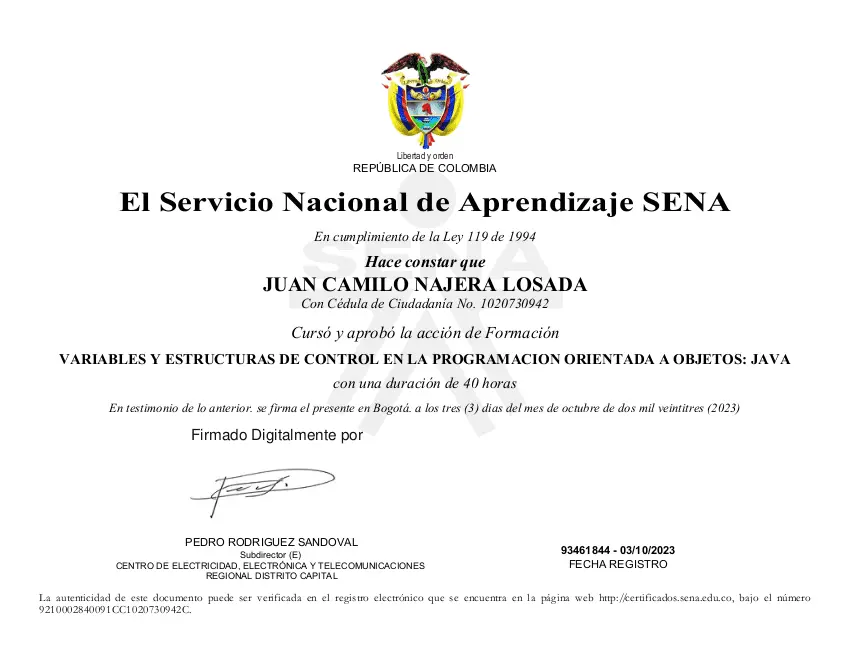 Libertad y orden
REPÚBLICA DE COLOMBIA
El Servicio Nacional de Aprendizaje SENA
En cumplimiento de la Ley 119 de 1994
SENA
Hace constar que
JUAN CAMILO NAJERA LOSADA
Con Cédula de Ciudadanía No. 1020730942
Cursó y aprobó la acción de Formación
VARIABLES Y ESTRUCTURAS DE CONTROL EN LA PROGRAMACION ORIENTADA A OBJETOS: JAVA
con una duración de 40 horas
En testimonio de lo anterior. se firma el presente en Bogotá. a los tres (3) dias del mes de octubre de dos mil veintitres (2023)
Firmado Digitalmente por
PEDRO RODRIGUEZ SANDOVAL
Subdirector (E)
CENTRO DE ELECTRICIDAD, ELECTRÓNICA Y TELECOMUNICACIONES
REGIONAL DISTRITO CAPITAL
93461844 - 03/10/2023
FECHA REGISTRO
La autenticidad de este documento puede ser verificada en el registro electrónico que se encuentra en la página web http://certificados.sena.edu.co, bajo el número
9210002840091CC1020730942C.